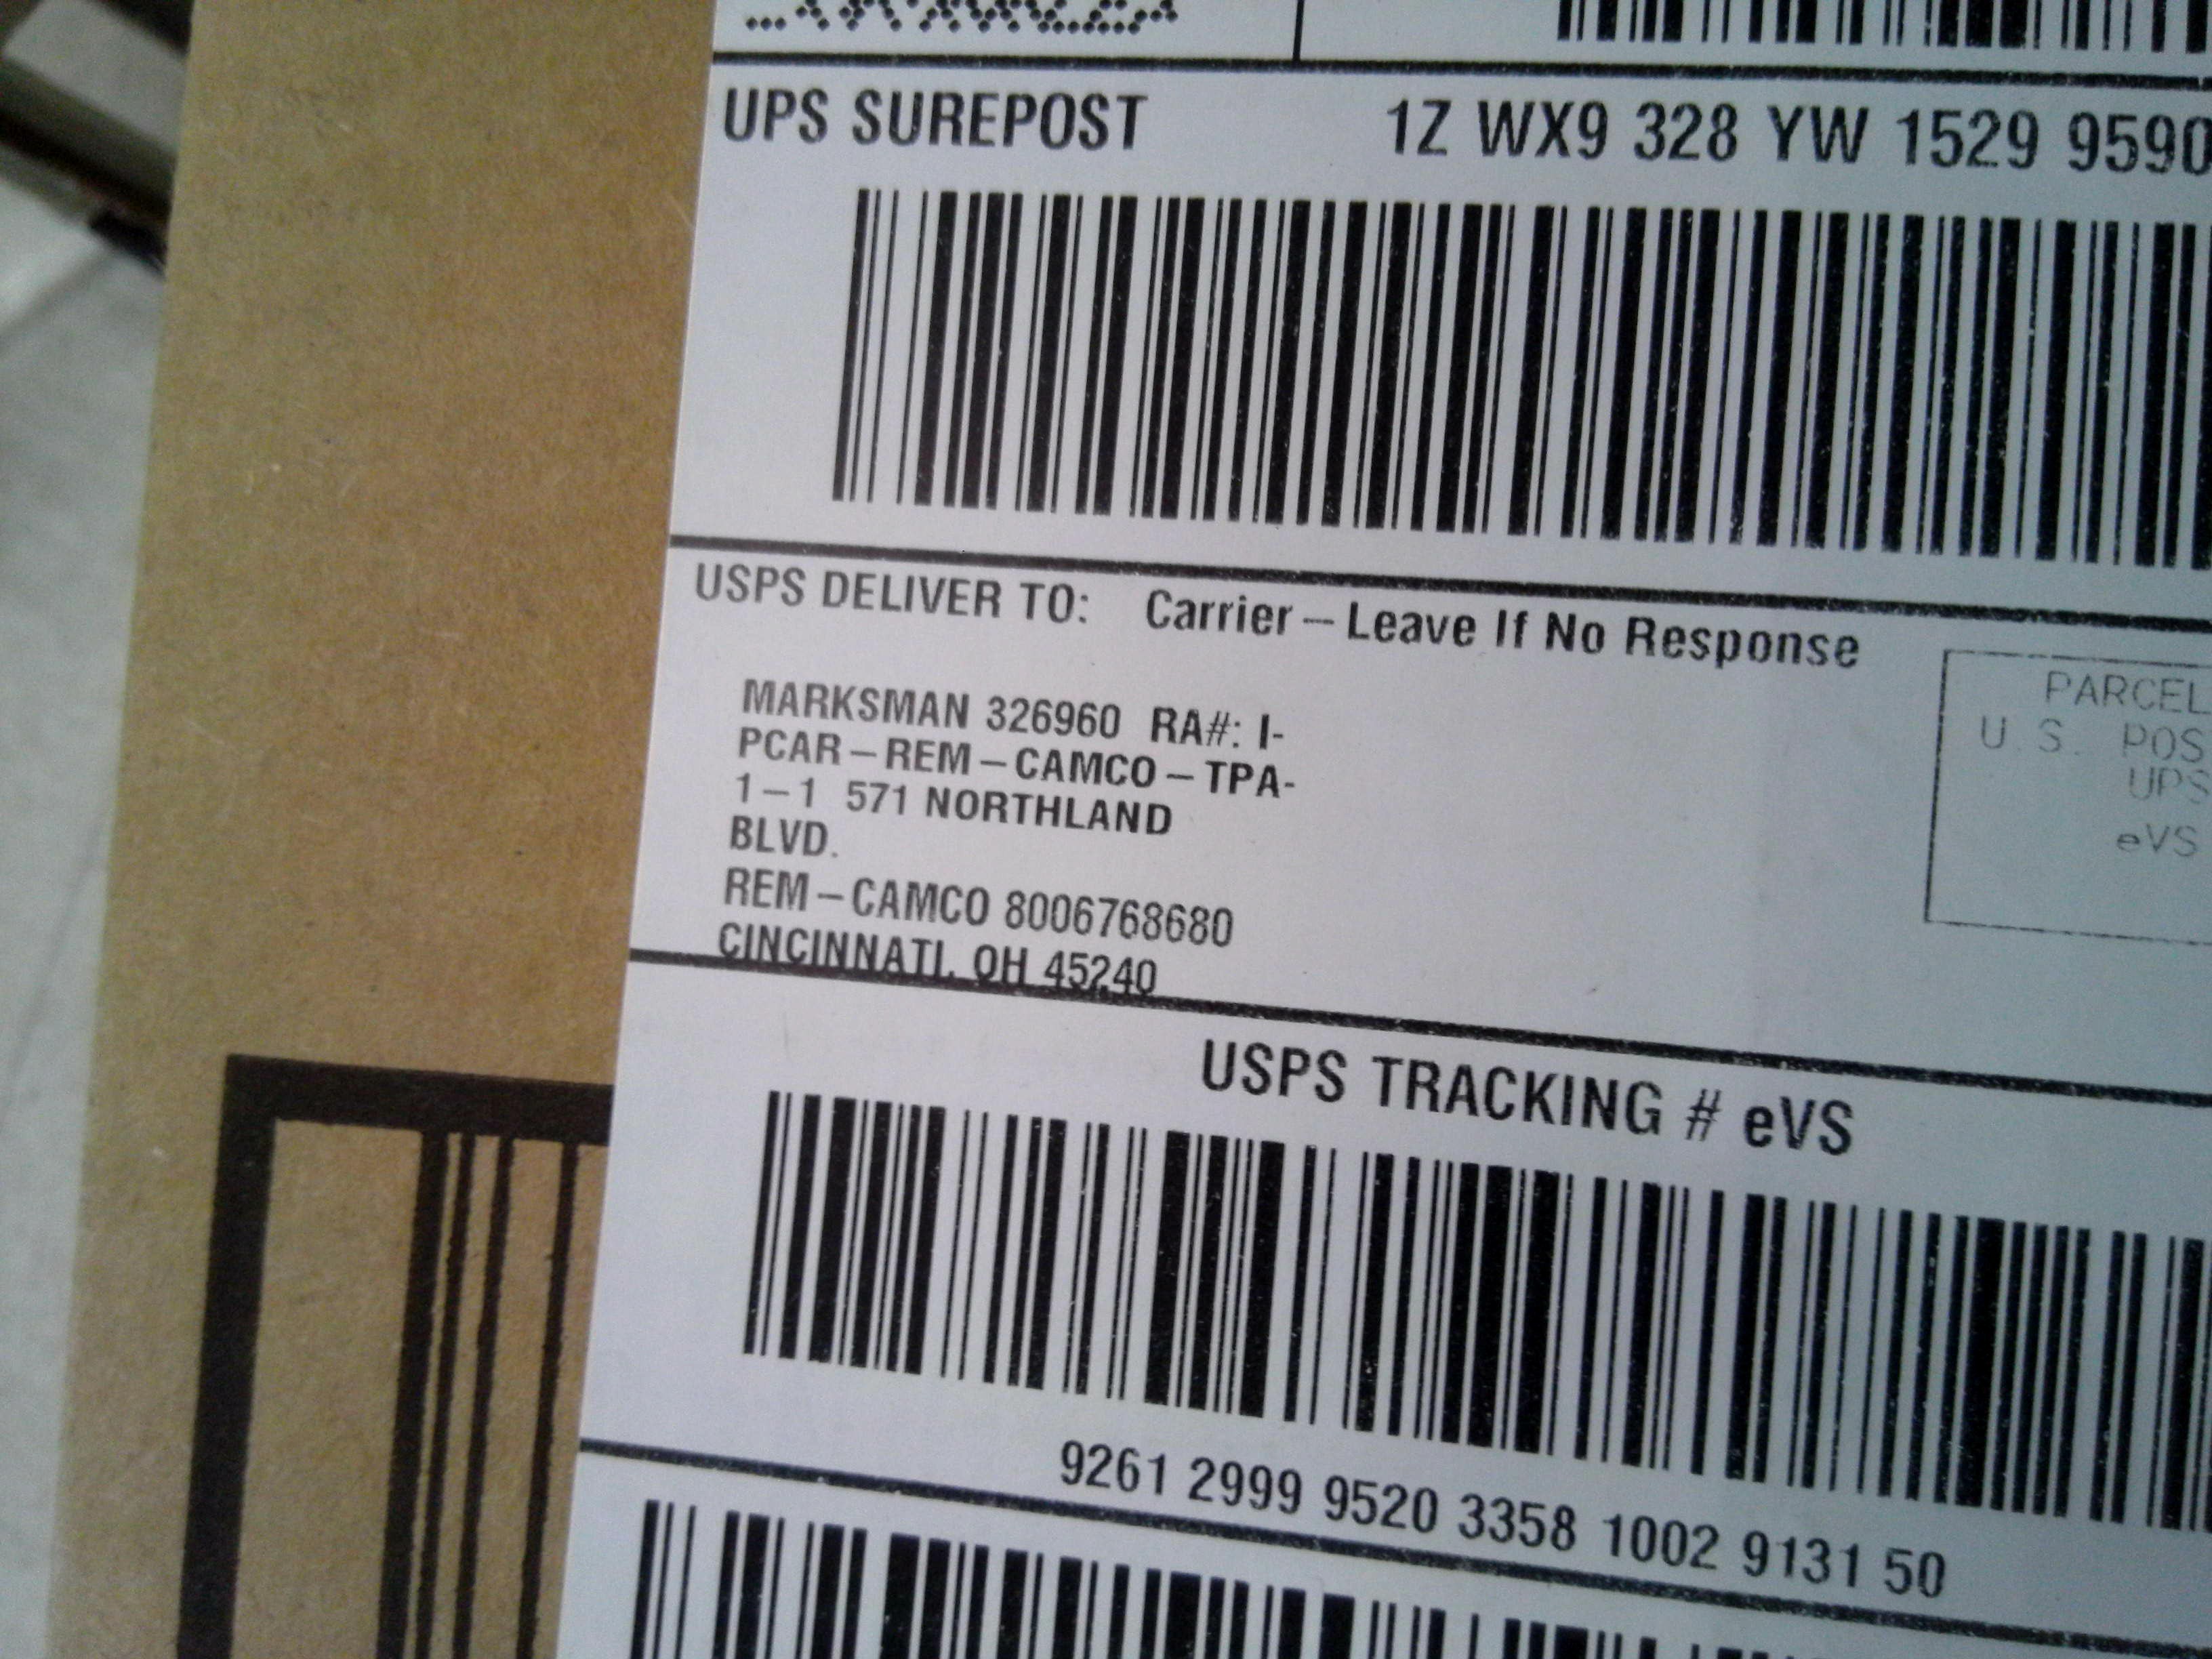 UPS SUREPOST 1Z WX9 328 YW 1529 9590
USPS DELIVER TO: Carrier – Leave If No Response
MARKSMAN 326960 RA#: I-
PCAR – REM – CAMCO – TPA-
1 – 1 571 NORTHLAND
BLVD.
REM – CAMCO 8006768680
CINCINNATI, OH 45240
PARCEL
U.S. POS
UPS
eVS
USPS TRACKING # eVS
9261 2999 9520 3358 1002 9131 50